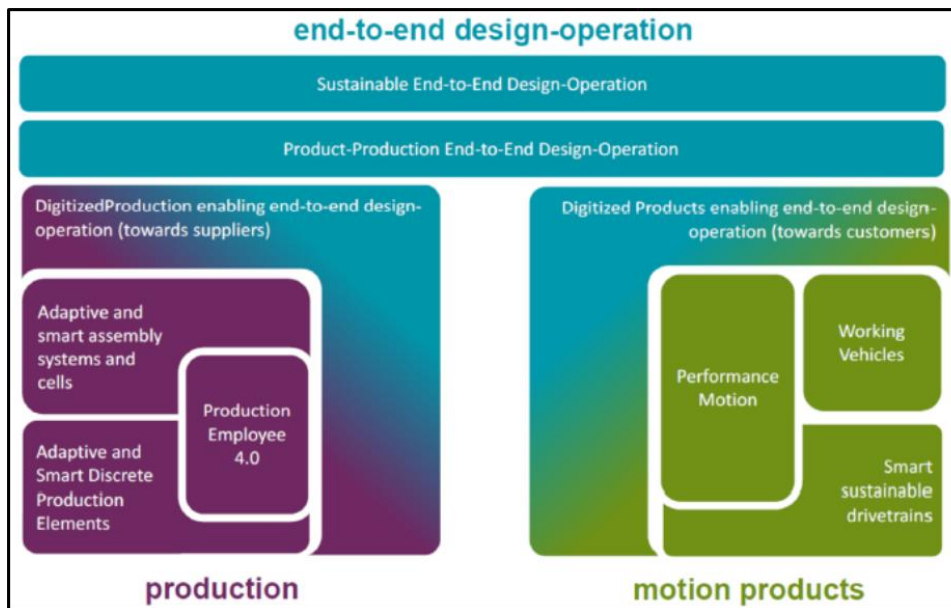 end-to-end design-operation
Sustainable End-to-End Design-Operation
Product-Production End-to-End Design-Operation
DigitizedProduction enabling end-to-end design-
operation (towards suppliers)
Adaptive and
smart assembly
systems and
cells
Production
Employee
4.0
Adaptive and
Smart Discrete
Production
Elements
production
Digitized Products enabling end-to-end design-
operation (towards customers)
Performance
Motion
Working
Vehicles
Smart
sustainable
drivetrains
motion products